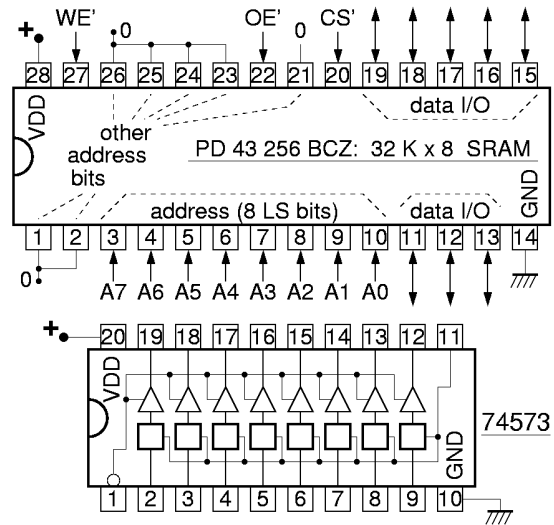 WE' 0 OE' 0 CS'
+
28 27 26 25 24 23 22 21 20 19 18 17 16 15
VDD
other
address
bits
data I/O
PD 43 256 BCZ: 32 K x 8 SRAM
address (8 LS bits)
data I/O
GND
1 2 3 4 5 6 7 8 9 10 11 12 13 14
0
A7 A6 A5 A4 A3 A2 A1 A0
+
20 19 18 17 16 15 14 13 12 11
VDD
74573
GND
1 2 3 4 5 6 7 8 9 10